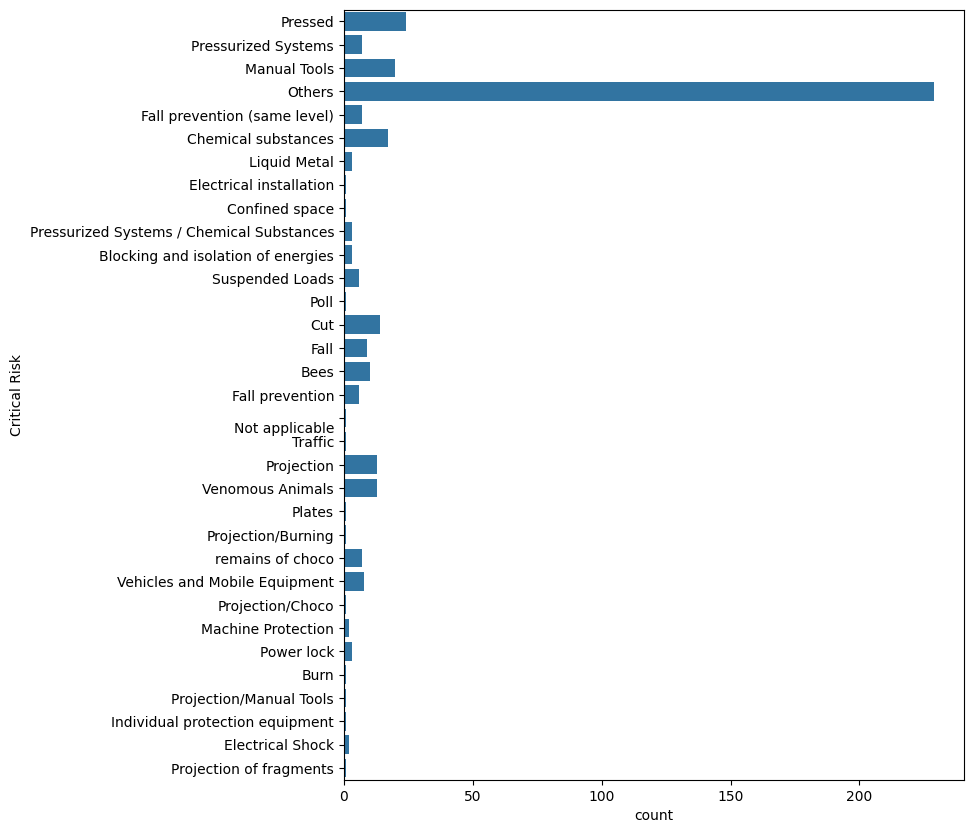 Critical Risk
Pressed
Pressurized Systems
Manual Tools
Others
Fall prevention (same level)
Chemical substances
Liquid Metal
Electrical installation
Confined space
Pressurized Systems / Chemical Substances
Blocking and isolation of energies
Suspended Loads
Poll
Cut
Fall
Bees
Fall prevention
Not applicable
Traffic
Projection
Venomous Animals
Plates
Projection/Burning
remains of choco
Vehicles and Mobile Equipment
Projection/Choco
Machine Protection
Power lock
Burn
Projection/Manual Tools
Individual protection equipment
Electrical Shock
Projection of fragments
0 50 100 150 200
count